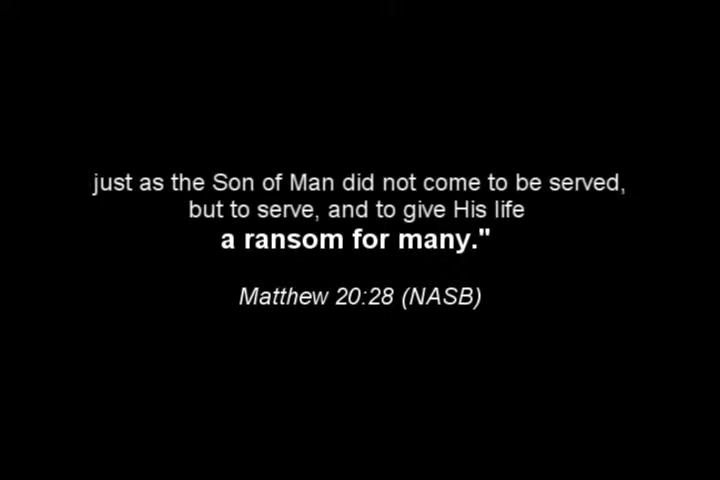 just as the Son of Man did not come to be served,
but to serve, and to give His life
a ransom for many."
Matthew 20:28 (NASB)